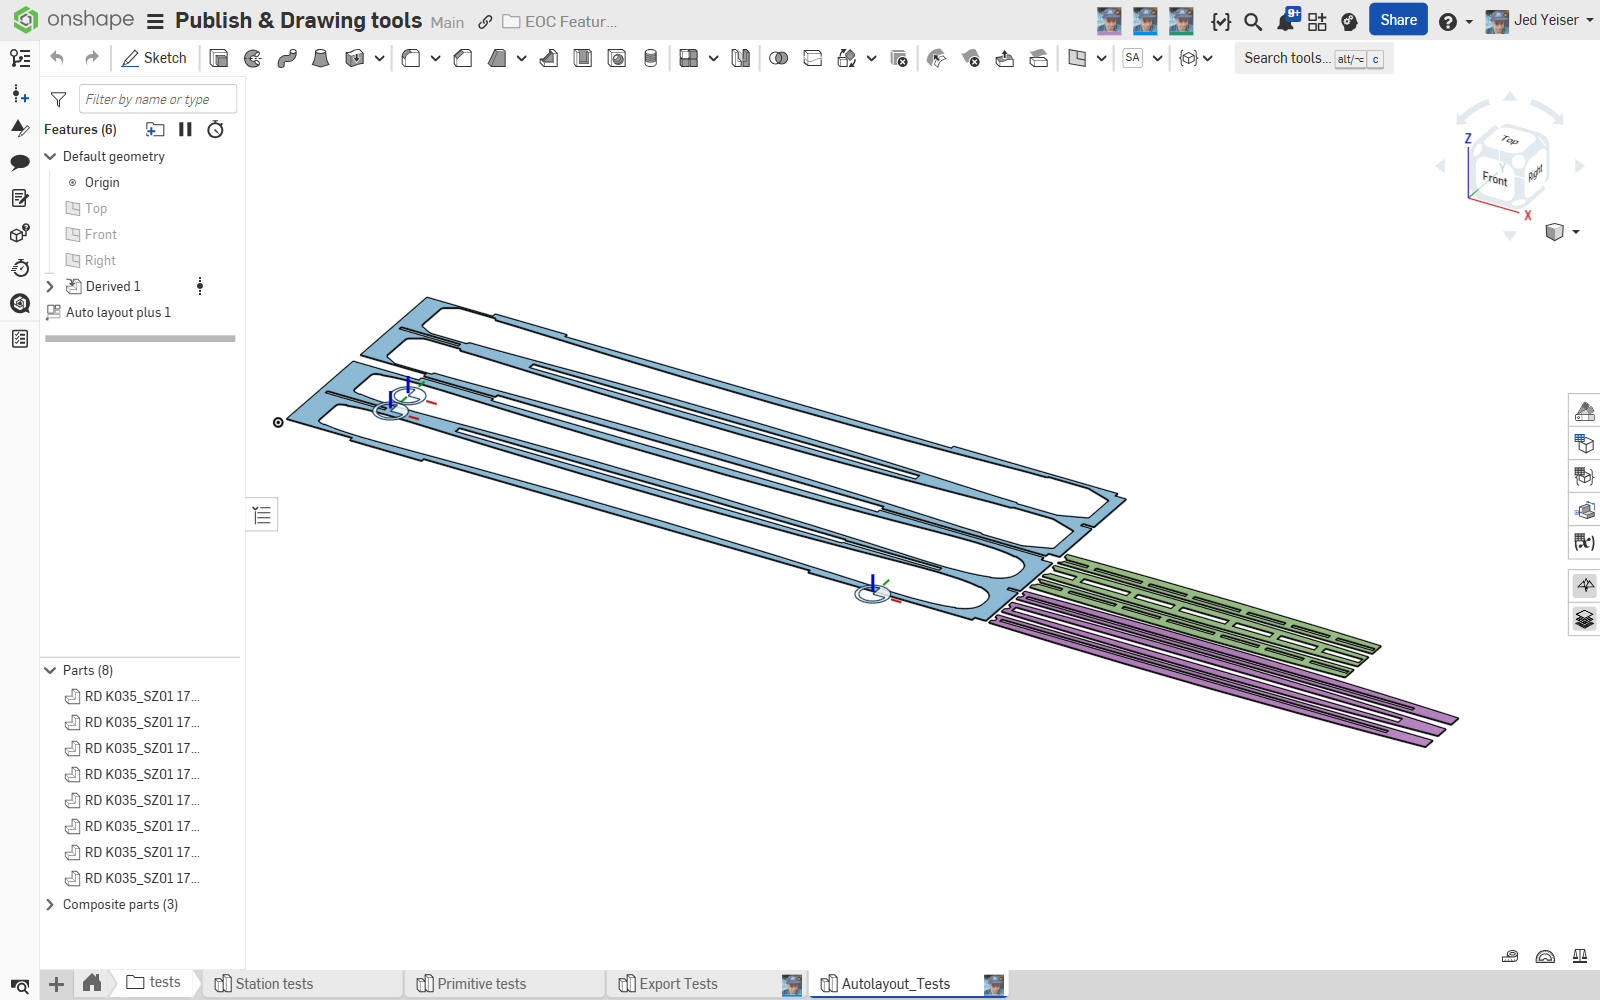 onshape Publish & Drawing tools Main EOC Featur... 9+ Share Jed Yeiser
Sketch SA Search tools... alt/⌥ c
Filter by name or type
Features (6)
Default geometry
Origin
Top
Front
Right
Derived 1
Auto layout plus 1
Z
Top
Y
Front
Right
X
Parts (8)
RD K035_SZ01 17...
RD K035_SZ01 17...
RD K035_SZ01 17...
RD K035_SZ01 17...
RD K035_SZ01 17...
RD K035_SZ01 17...
RD K035_SZ01 17...
RD K035_SZ01 17...
Composite parts (3)
tests Station tests Primitive tests Export Tests Autolayout_Tests